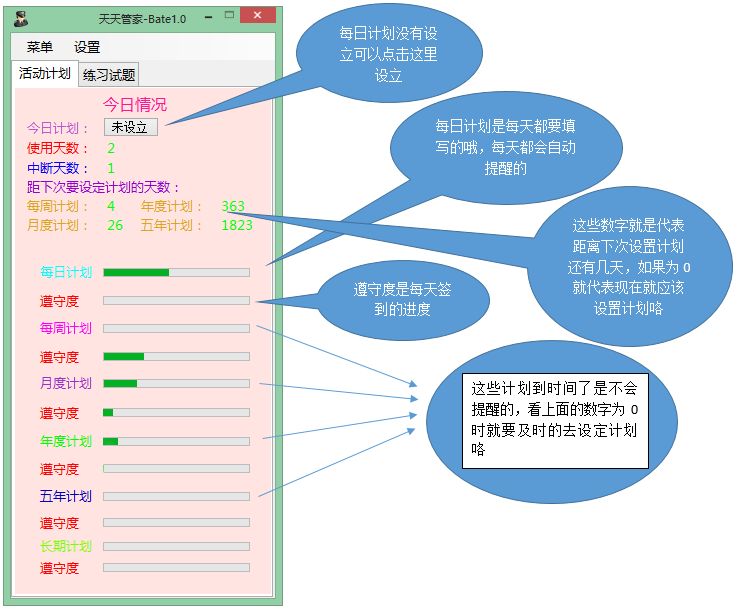 天天管家-Bate1.0
菜单 设置
活动计划 练习试题
今日情况
今日计划： 未设立
使用天数： 2
中断天数： 1
距下次要设定计划的天数：
每周计划： 4 年度计划： 363
月度计划： 26 五年计划： 1823
每日计划
遵守度
每周计划
遵守度
月度计划
遵守度
年度计划
遵守度
五年计划
遵守度
长期计划
遵守度
每日计划没有设
立可以点击这里
设立
每日计划是每天都要填
写的哦，每天都会自动
提醒的
这些数字就是代表
距离下次设置计划
还有几天，如果为 0
就代表现在就应该
设置计划咯
遵守度是每天签
到的进度
这些计划到时间了是不会
提醒的，看上面的数字为 0
时就要及时的去设定计划
咯